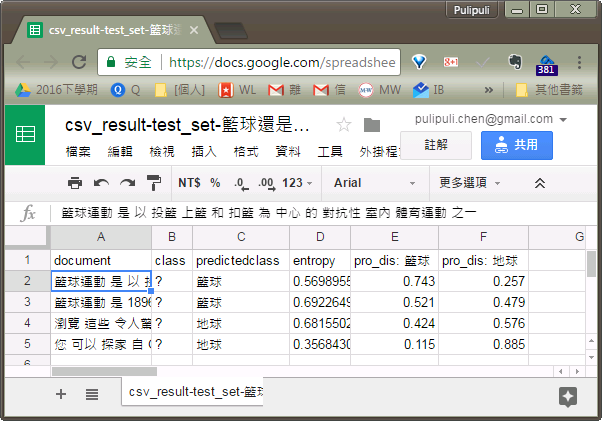 Pulipuli
csv_result-test_set-籃球還
安全 https://docs.google.com/spreadshee
381
2016下學期 Q [個人] WL 離 信 MW IB » 其他書籤
csv_result-test_set-籃球還是...
pulipuli.chen@gmail.com
檔案 編輯 檢視 插入 格式 資料 工具 外掛程
註解 共用
NT$ % .0 .00 123 Arial 更多選項
fx 籃球運動 是 以 投籃 上籃 和 扣籃 為 中心 的 對抗性 室內 體育運動 之一
A B C D E F G
1 document class predictedclass entropy pro_dis: 籃球 pro_dis: 地球
2 籃球運動 是 以 投 ? 籃球 0.5698955 0.743 0.257
3 籃球運動 是 1896 ? 籃球 0.6922649 0.521 0.479
4 瀏覽 這些 令人驚 ? 地球 0.6815502 0.424 0.576
5 您 可以 探家 自 ? 地球 0.3568430 0.115 0.885
6
csv_result-test_set-籃球